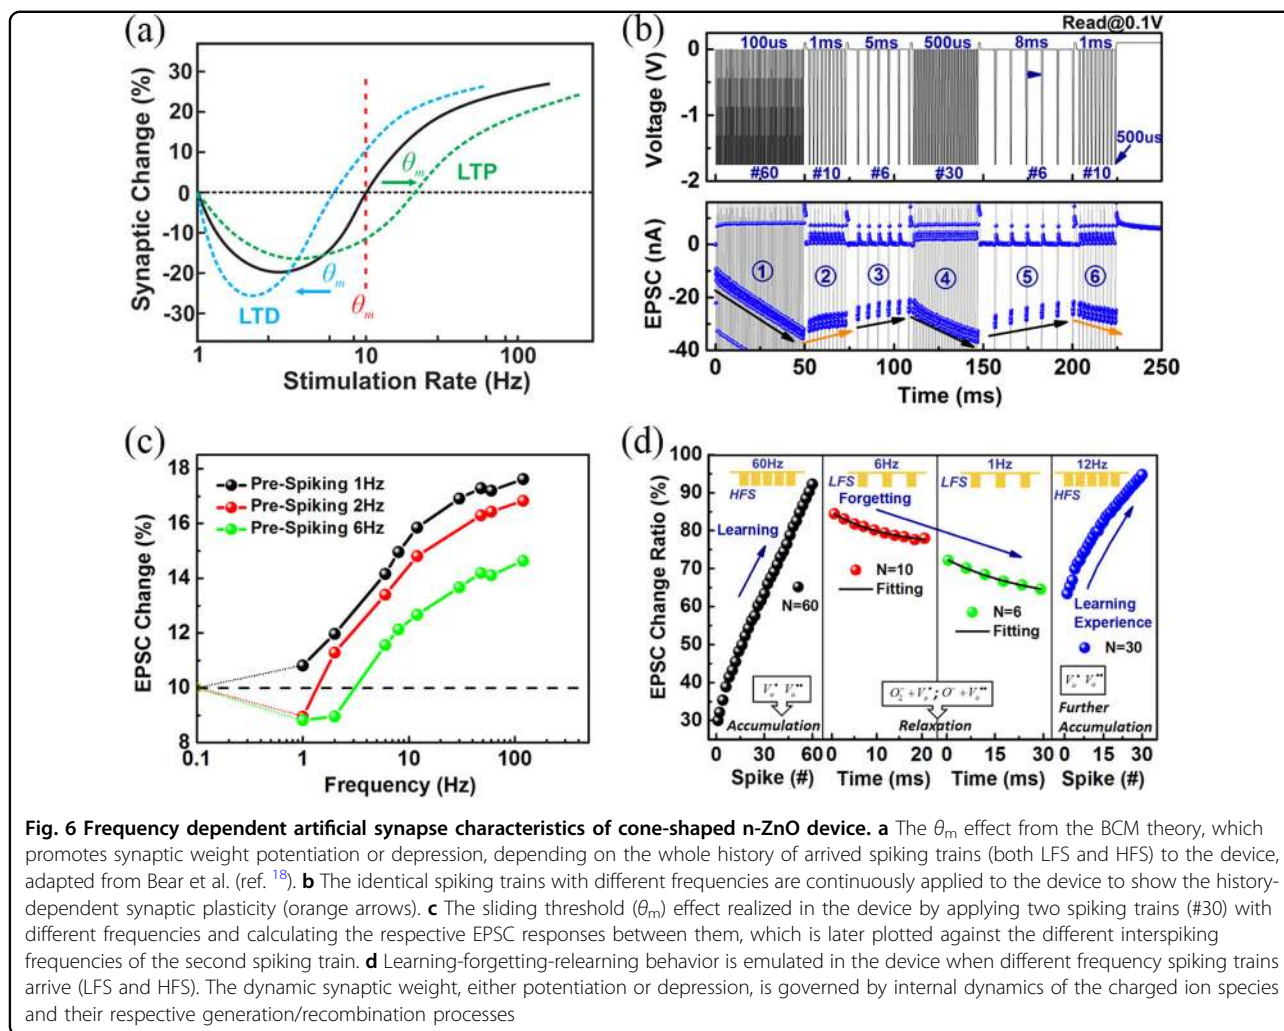 (a)
Synaptic Change (%)
30
20
10
0
-10
-20
-30
θm
LTP
θm
LTD
θm
1
10
100
Stimulation Rate (Hz)
(b)
Read@0.1V
100us 1ms 5ms 500us 8ms 1ms
Voltage (V)
0
-1
-2
500us
#60 #10 #6 #30 #6 #10
EPSC (nA)
0
-20
-40
① ② ③ ④ ⑤ ⑥
0 50 100 150 200 250
Time (ms)
(c)
EPSC Change (%)
18
16
14
12
10
8
Pre-Spiking 1Hz
Pre-Spiking 2Hz
Pre-Spiking 6Hz
0.1 1 10 100
Frequency (Hz)
(d)
EPSC Change Ratio (%)
100
90
80
70
60
50
40
30
60Hz
HFS
Learning
N=60
Vo• Vo••
Accumulation
0 30 60
Spike (#)
6Hz
LFS
Forgetting
N=10
Fitting
O2- + Vo•; O- + Vo••
Relaxation
0 10 20
Time (ms)
1Hz
LFS
N=6
Fitting
0 15 30
Time (ms)
12Hz
HFS
Learning
Experience
N=30
Vo• Vo••
Further
Accumulation
0 15 30
Spike (#)
Fig. 6 Frequency dependent artificial synapse characteristics of cone-shaped n-ZnO device. a The θm effect from the BCM theory, which
promotes synaptic weight potentiation or depression, depending on the whole history of arrived spiking trains (both LFS and HFS) to the device,
adapted from Bear et al. (ref. 18). b The identical spiking trains with different frequencies are continuously applied to the device to show the history-
dependent synaptic plasticity (orange arrows). c The sliding threshold (θm) effect realized in the device by applying two spiking trains (#30) with
different frequencies and calculating the respective EPSC responses between them, which is later plotted against the different interspiking
frequencies of the second spiking train. d Learning-forgetting-relearning behavior is emulated in the device when different frequency spiking trains
arrive (LFS and HFS). The dynamic synaptic weight, either potentiation or depression, is governed by internal dynamics of the charged ion species
and their respective generation/recombination processes